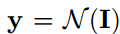 𝐲 = 𝒩(𝐈)